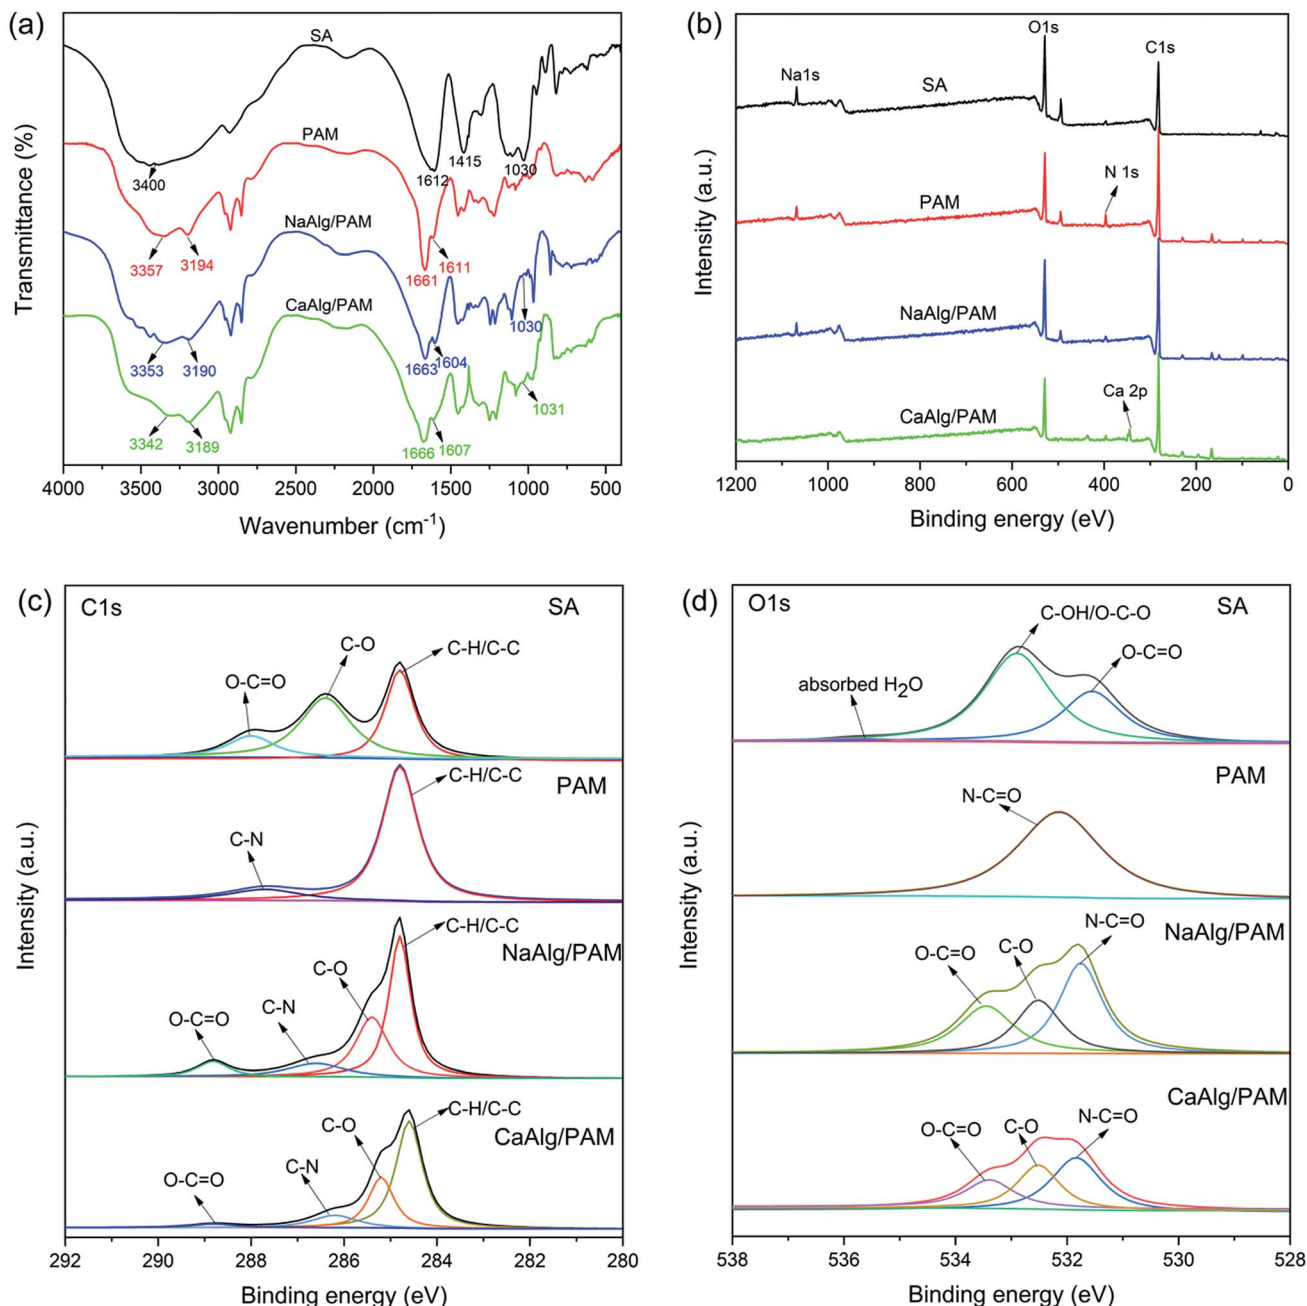 (a)
SA
PAM
NaAlg/PAM
CaAlg/PAM
3400
1612
1415
1030
3357
3194
1661
1611
3353
3190
1663
1604
1030
3342
3189
1666
1607
1031
Transmittance (%)
4000 3500 3000 2500 2000 1500 1000 500
Wavenumber (cm⁻¹)
(b)
O1s
C1s
Na1s
SA
N 1s
PAM
NaAlg/PAM
Ca 2p
CaAlg/PAM
Intensity (a.u.)
1200 1000 800 600 400 200 0
Binding energy (eV)
(c)
C1s
SA
O-C=O
C-O
C-H/C-C
PAM
C-N
C-H/C-C
NaAlg/PAM
O-C=O
C-N
C-O
C-H/C-C
CaAlg/PAM
O-C=O
C-N
C-O
C-H/C-C
Intensity (a.u.)
292 290 288 286 284 282 280
Binding energy (eV)
(d)
O1s
SA
absorbed H₂O
C-OH/O-C-O
O-C=O
PAM
N-C=O
NaAlg/PAM
O-C=O
C-O
N-C=O
CaAlg/PAM
O-C=O
C-O
N-C=O
Intensity (a.u.)
538 536 534 532 530 528
Binding energy (eV)